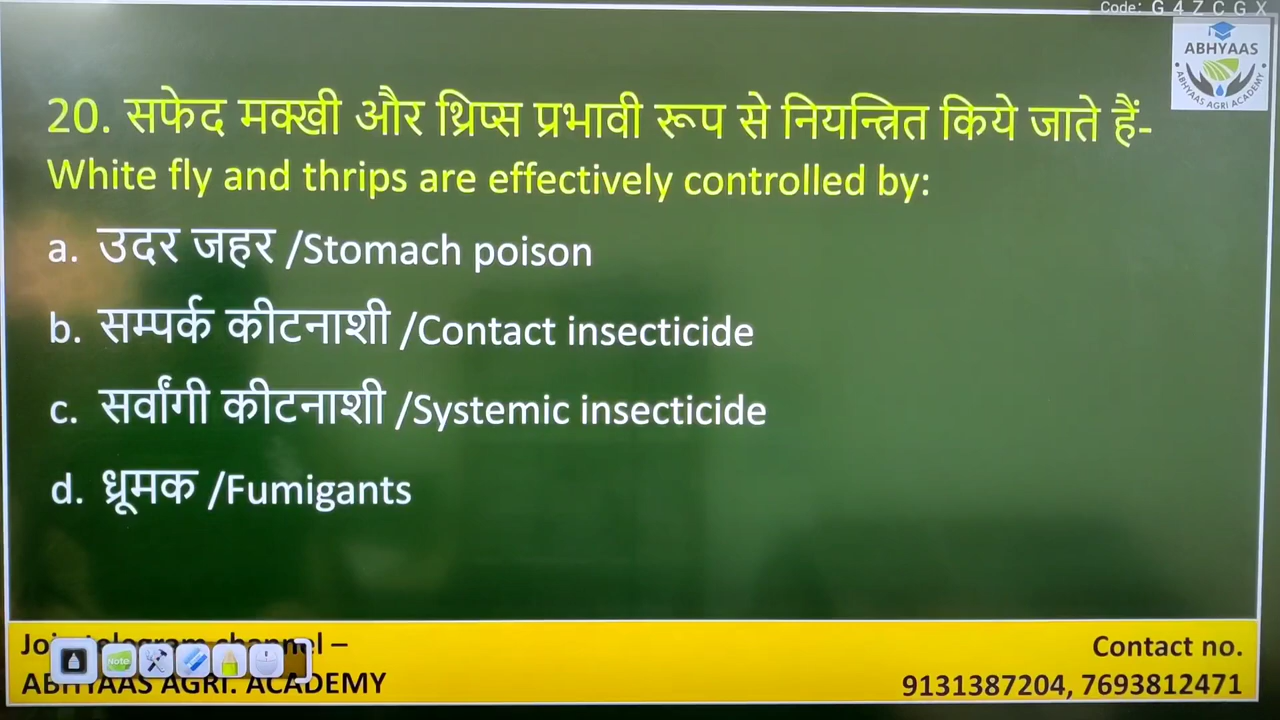 Code: G 4 Z C G X
ABHYAAS
ABHYAAS AGRI ACADEMY
20. सफेद मक्खी और थ्रिप्स प्रभावी रूप से नियन्त्रित किये जाते हैं-
White fly and thrips are effectively controlled by:
a. उदर जहर /Stomach poison
b. सम्पर्क कीटनाशी /Contact insecticide
c. सर्वांगी कीटनाशी /Systemic insecticide
d. ध्रूमक /Fumigants
Join telegram channel –
Contact no.
Note
ABHYAAS AGRI. ACADEMY
9131387204, 7693812471